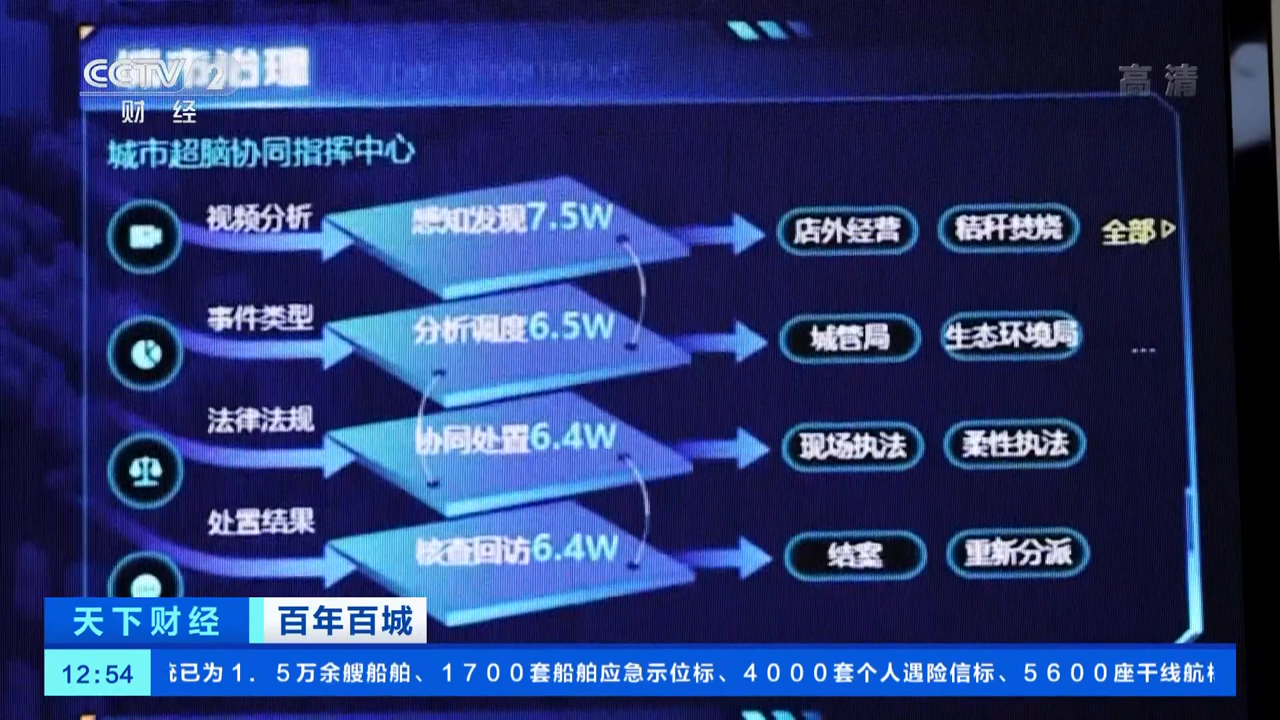 城市治理
CCTV 2
财经
高清
城市超脑协同指挥中心
视频分析
感知发现7.5W
店外经营
秸秆焚烧
全部
事件类型
分析调度6.5W
城管局
生态环境局
...
法律法规
协同处置6.4W
现场执法
柔性执法
处置结果
核查回访6.4W
结案
重新分派
天下财经
百年百城
12:54
已为1.5万余艘船舶、1700套船舶应急示位标、4000套个人遇险信标、5600座干线航